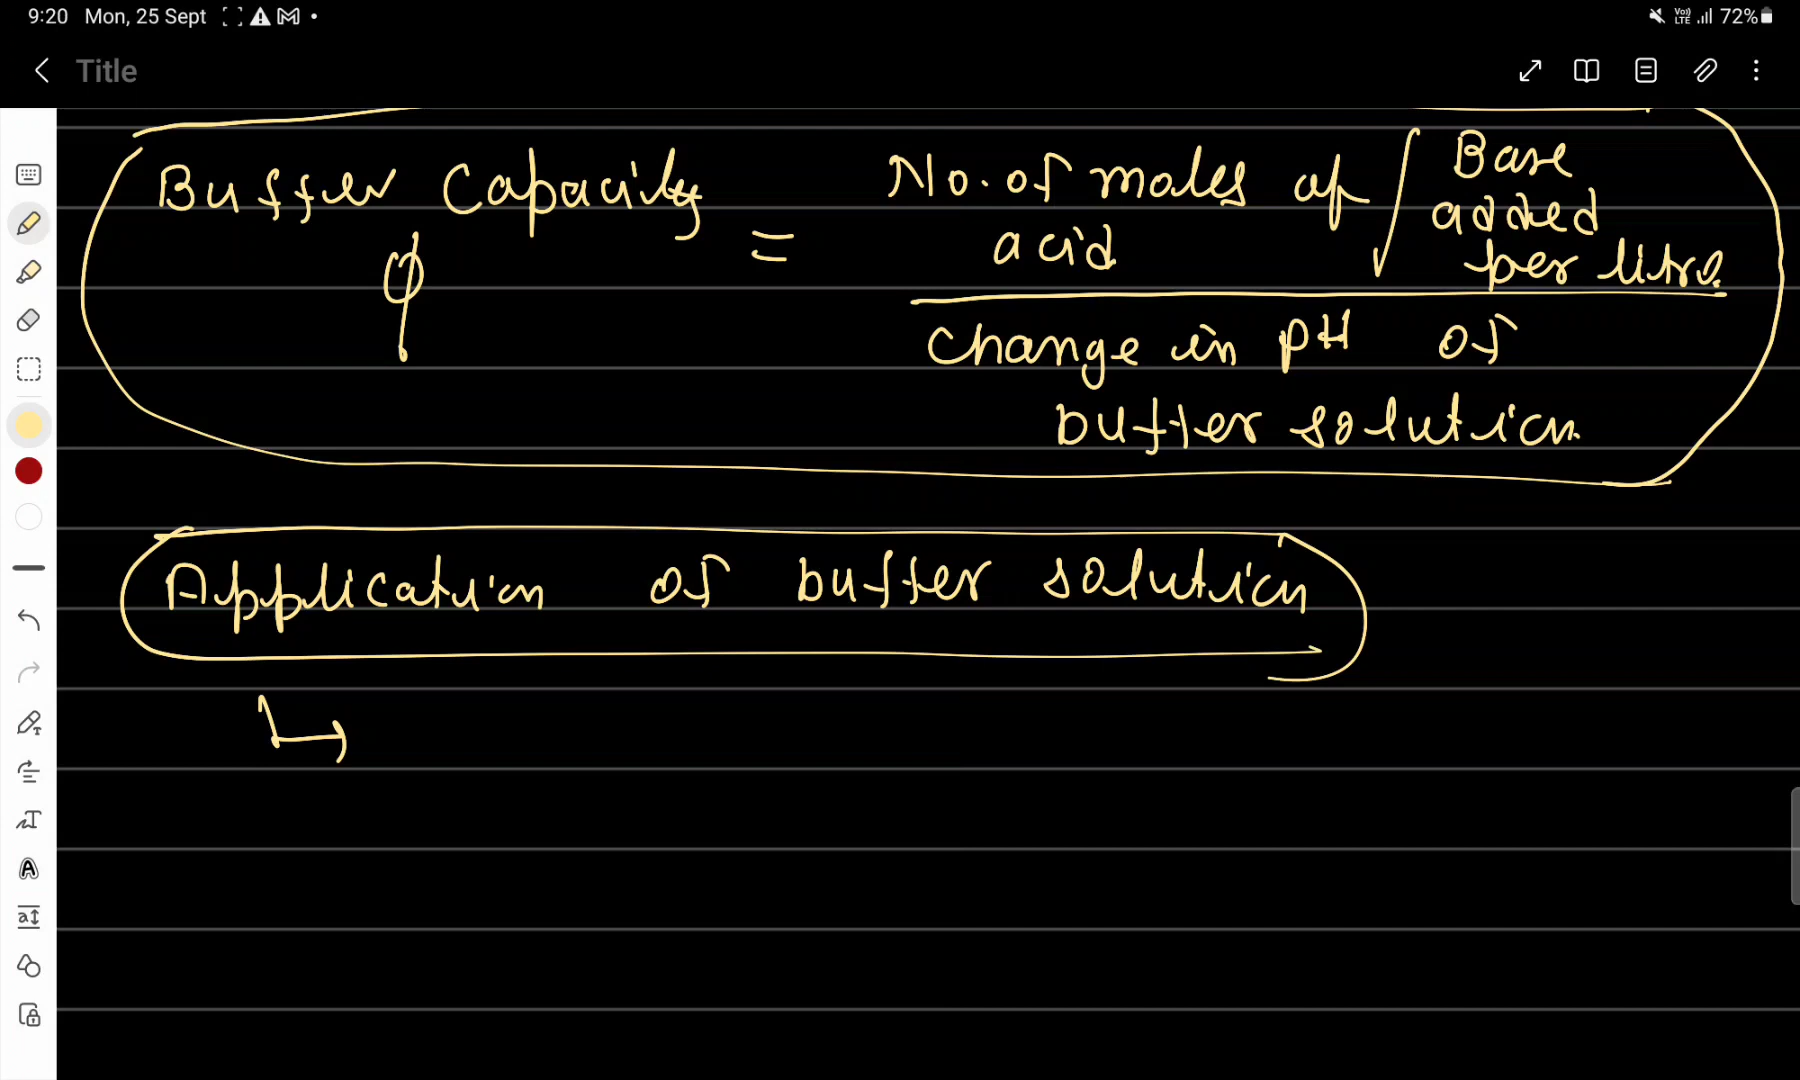 9:20 Mon, 25 Sept
72%
Title
Buffer Capacity = No. of moles of acid / Base added per litre
ϕ
Change in pH of
buffer solution
Application of buffer solution